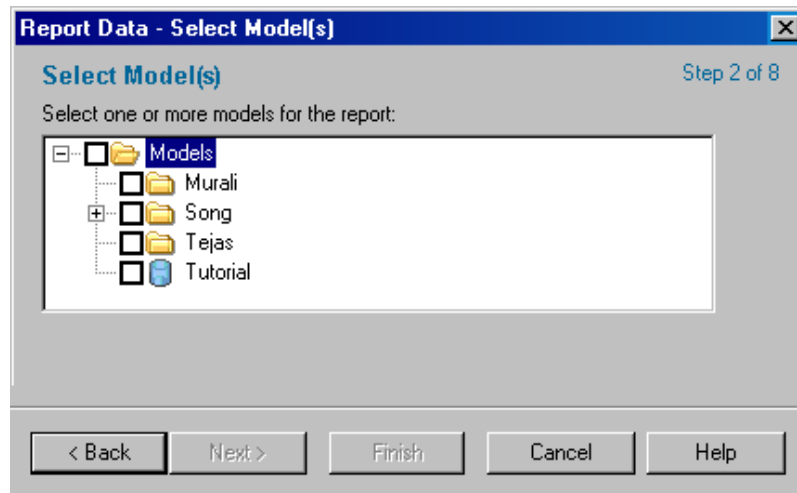 Report Data - Select Model(s)
Select Model(s)
Step 2 of 8
Select one or more models for the report:
Models
Murali
Song
Tejas
Tutorial
< Back
Next >
Finish
Cancel
Help